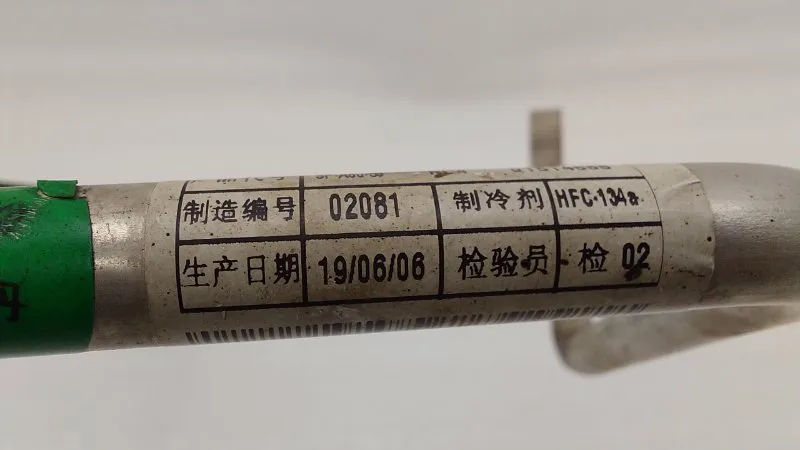 制造编号 02081 制冷剂 HFC-134a
生产日期 19/06/06 检验员 检 02